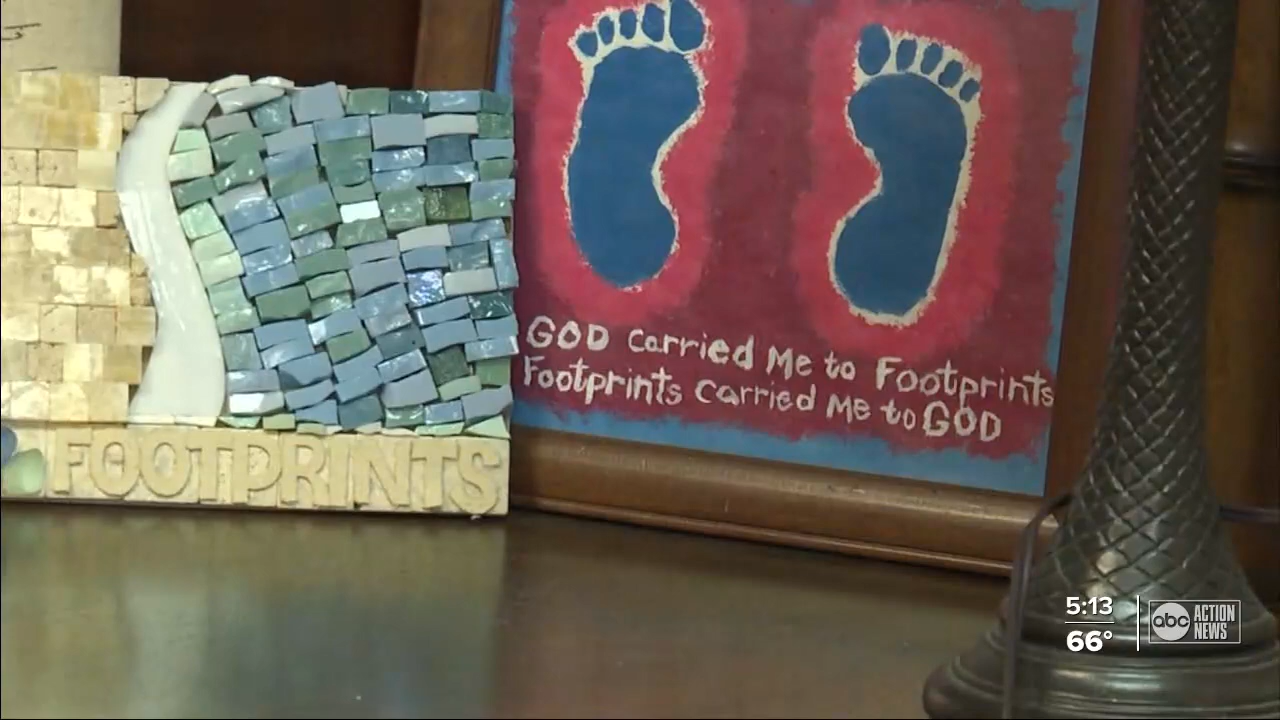 GOD Carried Me to Footprints
Footprints Carried Me to GOD
FOOTPRINTS
5:13
66°
abc ACTION NEWS